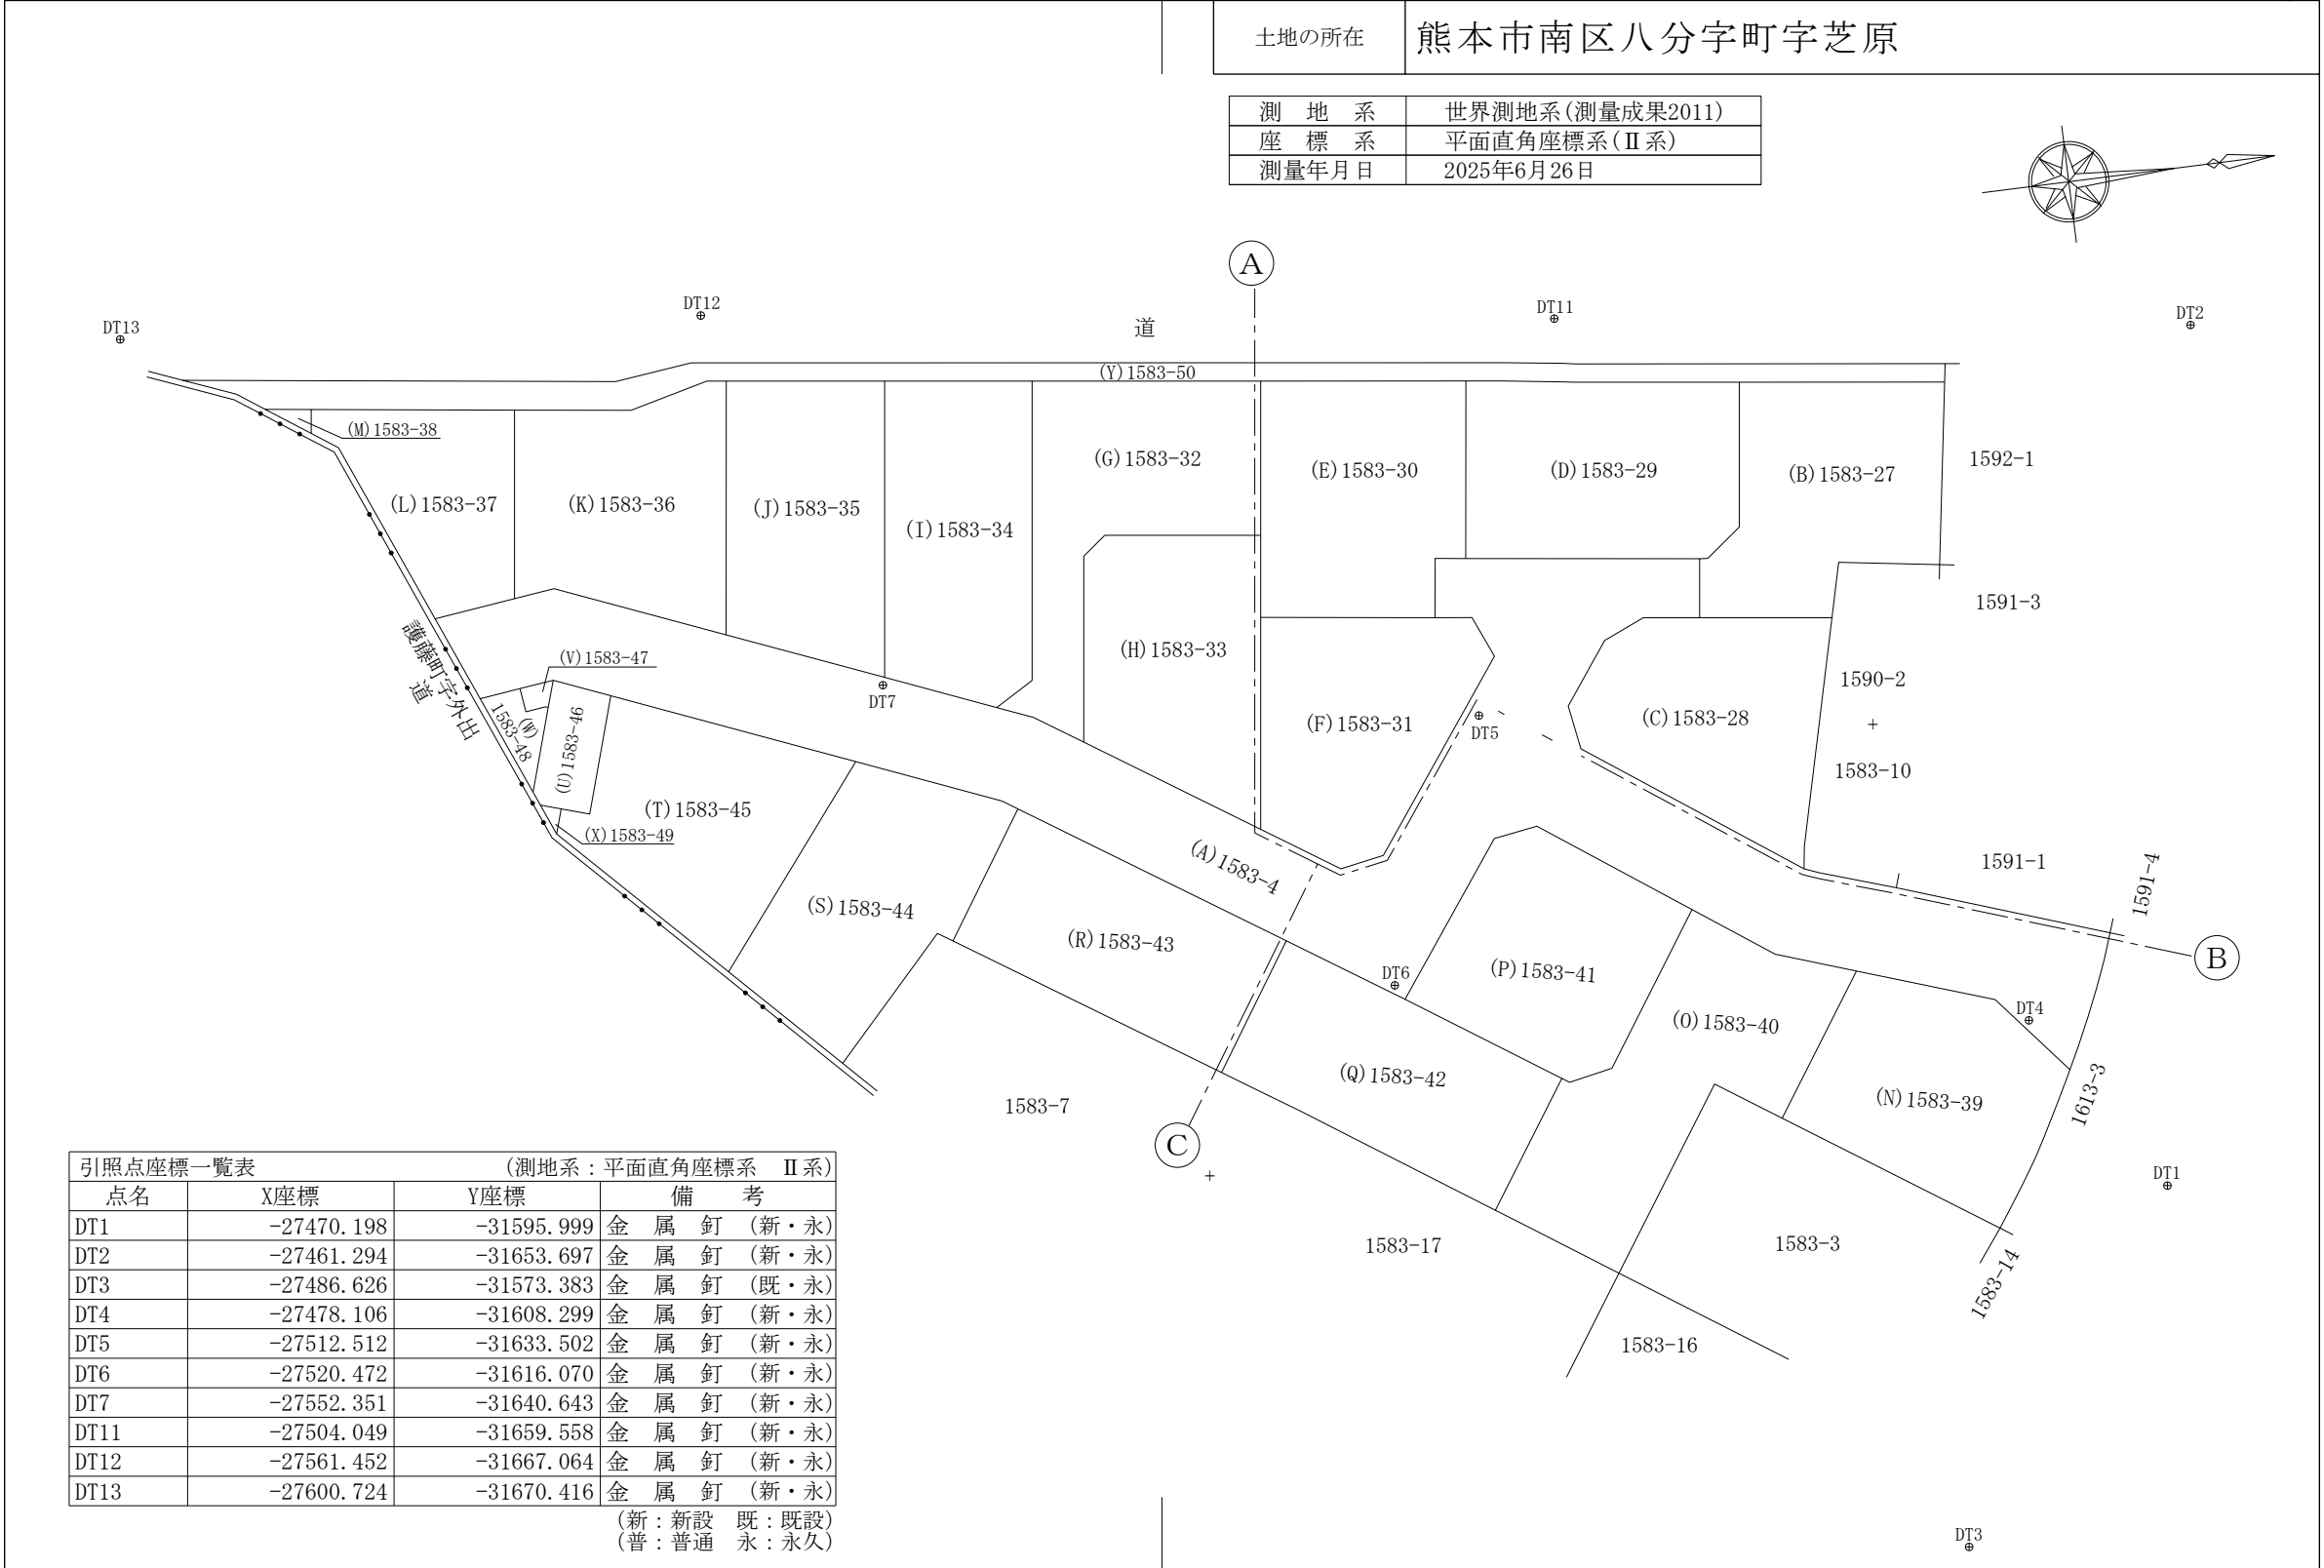 土地の所在 熊本市南区八分字町字芝原
測 地 系 世界測地系(測量成果2011)
座 標 系 平面直角座標系(Ⅱ系)
測量年月日 2025年6月26日
A
DT13
DT12
道
DT11
DT2
(Y)1583-50
(M)1583-38
(L)1583-37
(K)1583-36
(J)1583-35
(I)1583-34
(G)1583-32
(E)1583-30
(D)1583-29
(B)1583-27
1592-1
1591-3
(H)1583-33
(V)1583-47
護藤町字外出
道
(W)
1583-48
(U)1583-46
DT7
(F)1583-31
DT5
(C)1583-28
1590-2
1583-10
(T)1583-45
(X)1583-49
(A)1583-4
1591-1
1591-4
(S)1583-44
(R)1583-43
DT6
(P)1583-41
B
(O)1583-40
DT4
(Q)1583-42
(N)1583-39
1613-3
1583-7
C
DT1
1583-17
1583-3
1583-14
1583-16
DT3
引照点座標一覧表 (測地系:平面直角座標系 Ⅱ系)
点名 X座標 Y座標 備 考
DT1 -27470.198 -31595.999 金 属 釘 (新・永)
DT2 -27461.294 -31653.697 金 属 釘 (新・永)
DT3 -27486.626 -31573.383 金 属 釘 (既・永)
DT4 -27478.106 -31608.299 金 属 釘 (新・永)
DT5 -27512.512 -31633.502 金 属 釘 (新・永)
DT6 -27520.472 -31616.070 金 属 釘 (新・永)
DT7 -27552.351 -31640.643 金 属 釘 (新・永)
DT11 -27504.049 -31659.558 金 属 釘 (新・永)
DT12 -27561.452 -31667.064 金 属 釘 (新・永)
DT13 -27600.724 -31670.416 金 属 釘 (新・永)
(新:新設 既:既設)
(普:普通 永:永久)